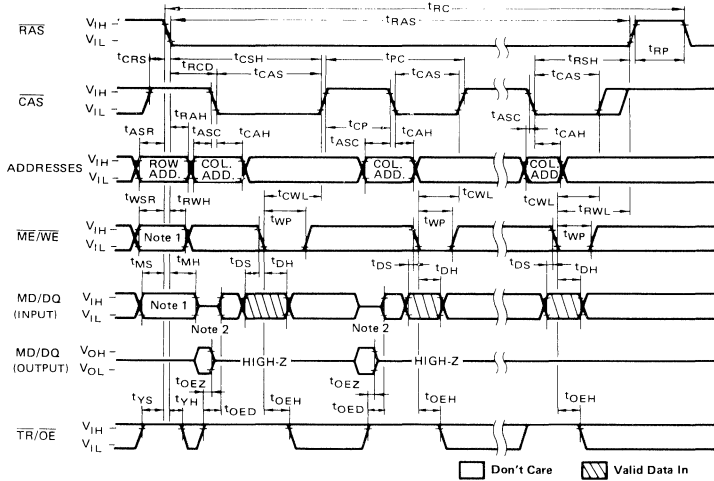 tRC
RAS VIH
VIL
tRAS
tCRS tCSH tPC tRSH tRP
tRCD tCAS tCAS tCAS
CAS VIH
VIL
tASR tRAH tASC tCAH tCP tASC tCAH tCAH
ADDRESSES VIH
VIL
ROW ADD. COL. ADD. COL. ADD. COL. ADD.
tWSR tRWH tCWL tCWL tCWL tRWL
tWP tWP tWP
ME/WE VIH
VIL
Note 1
tMS tMH tDS tDH tDS tDH tDS tDH
MD/DQ (INPUT) VIH
VIL
Note 1
Note 2 Note 2
MD/DQ (OUTPUT) VOH
VOL
HIGH-Z HIGH-Z
tOEZ tOEZ
tYS tYH tOED tOEH tOED tOEH tOEH
TR/OE VIH
VIL
Don't Care Valid Data In